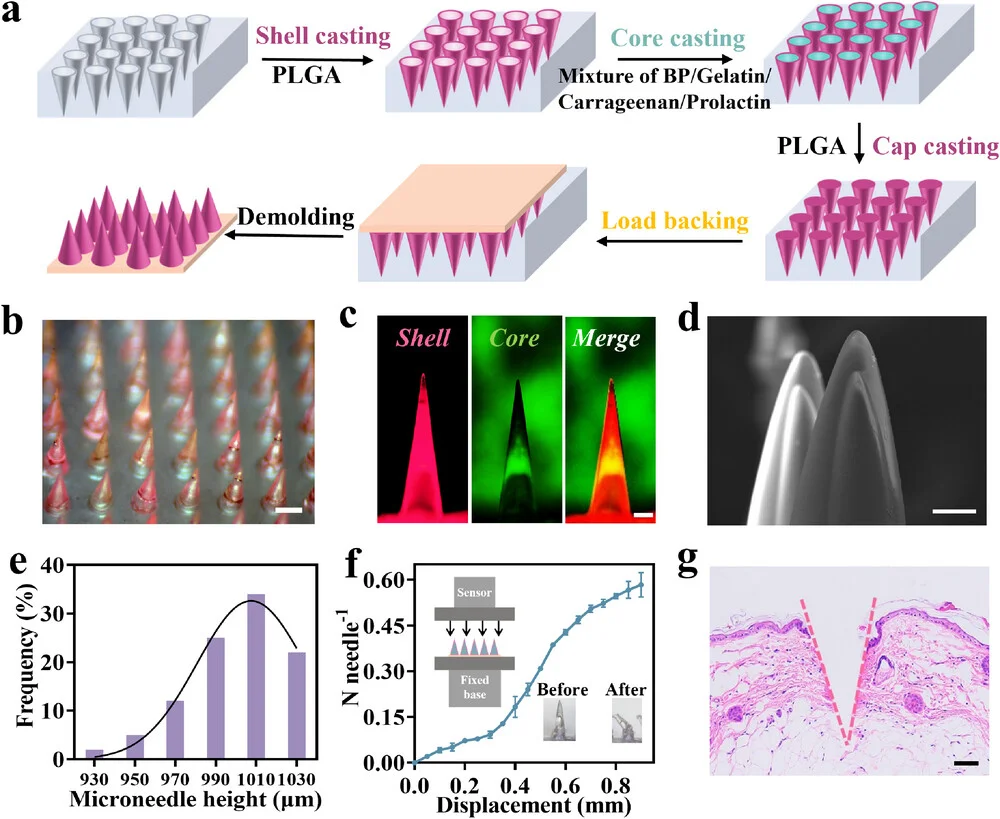 a
Shell casting
PLGA
Core casting
Mixture of BP/Gelatin/
Carrageenan/Prolactin
PLGA
Cap casting
Load backing
Demolding
b
c
Shell
Core
Merge
d
e
Frequency (%)
40
30
20
10
0
930 950 970 990 1010 1030
Microneedle height (μm)
f
N needle-1
0.60
0.45
0.30
0.15
0.00
0.0 0.2 0.4 0.6 0.8
Displacement (mm)
Sensor
Fixed
base
Before
After
g